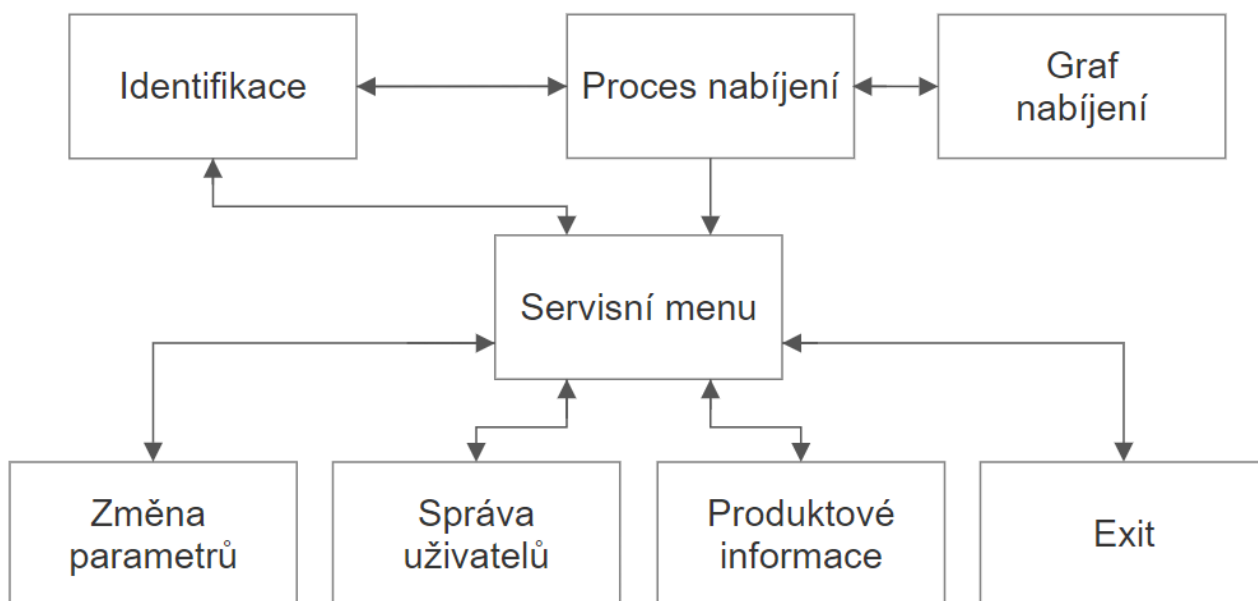 Identifikace
Proces nabíjení
Graf
nabíjení
Servisní menu
Změna
parametrů
Správa
uživatelů
Produktové
informace
Exit